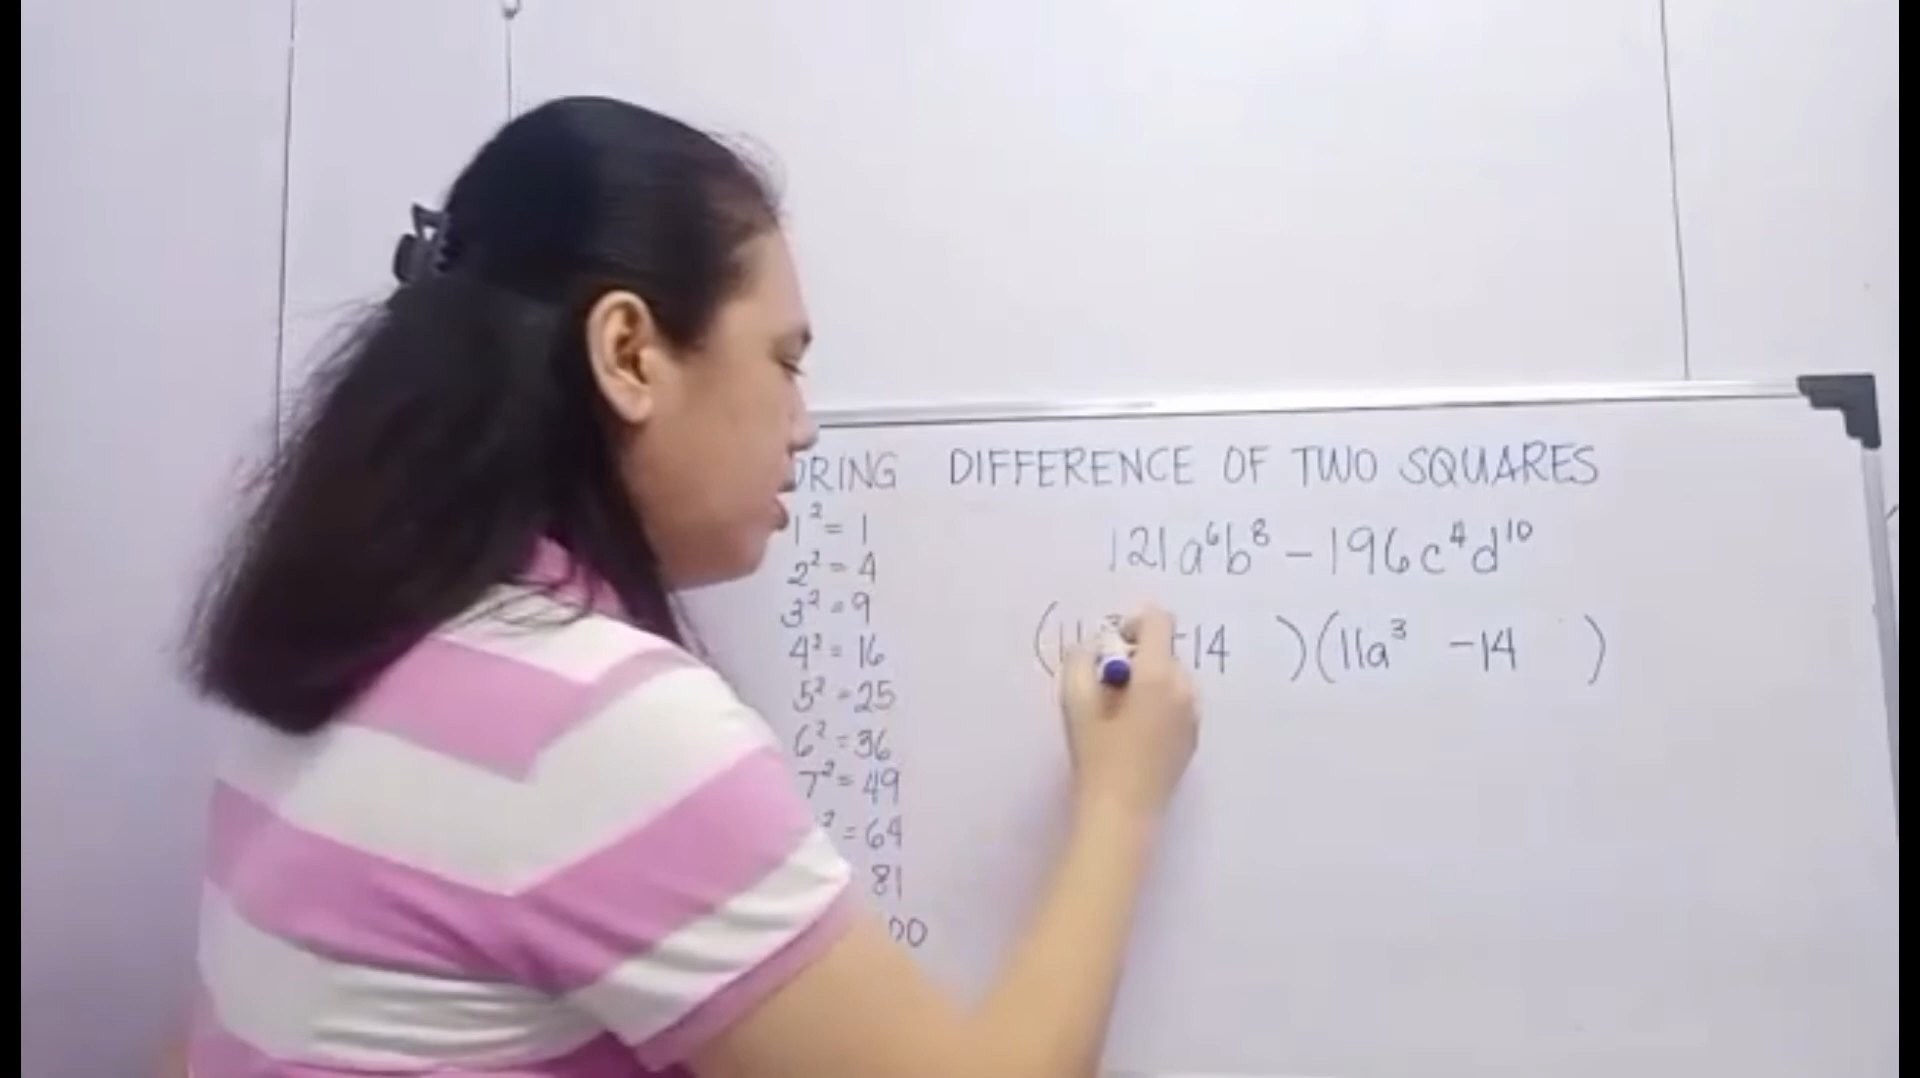 DIFFERENCE OF TWO SQUARES
1² = 1
2² = 4
3² = 9
4² = 16
5² = 25
6² = 36
7² = 49
² = 64
81
00
121a⁶b⁸ - 196c⁴d¹⁰
(11 14 )(11a³ - 14 )